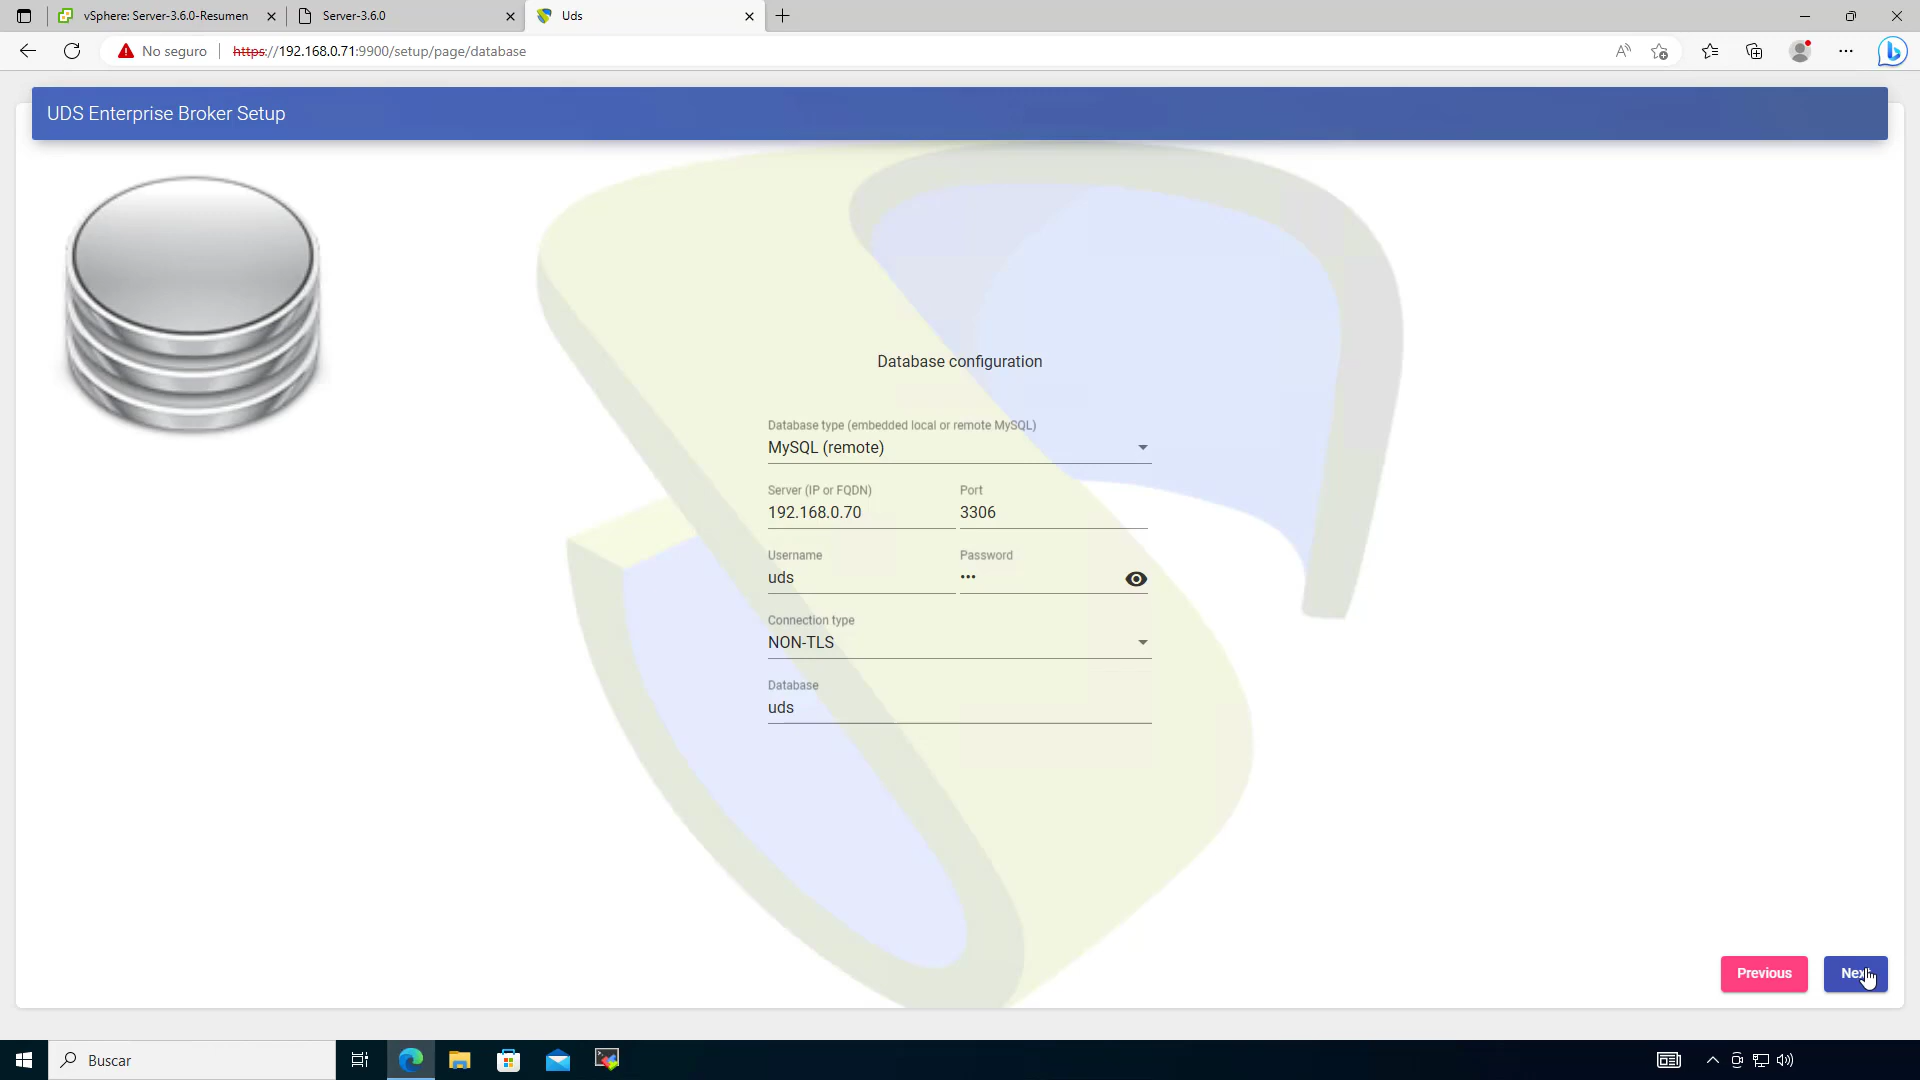 vSphere: Server-3.6.0-Resumen
Server-3.6.0
Uds
No seguro
https://192.168.0.71:9900/setup/page/database
UDS Enterprise Broker Setup
Database configuration
Database type (embedded local or remote MySQL)
MySQL (remote)
Server (IP or FQDN) Port
192.168.0.70 3306
Username Password
uds •••
Connection type
NON-TLS
Database
uds
Previous Next
Buscar